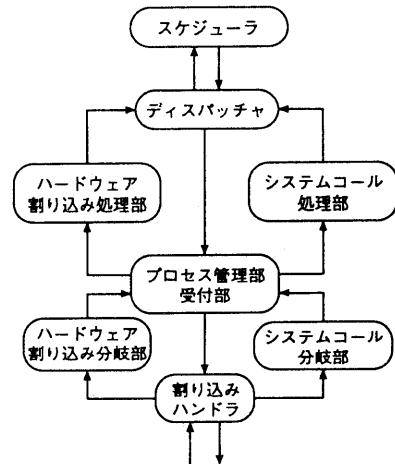 スケジューラ
ディスパッチャ
ハードウェア
割り込み処理部
システムコール
処理部
プロセス管理部
受付部
ハードウェア
割り込み分岐部
システムコール
分岐部
割り込み
ハンドラ